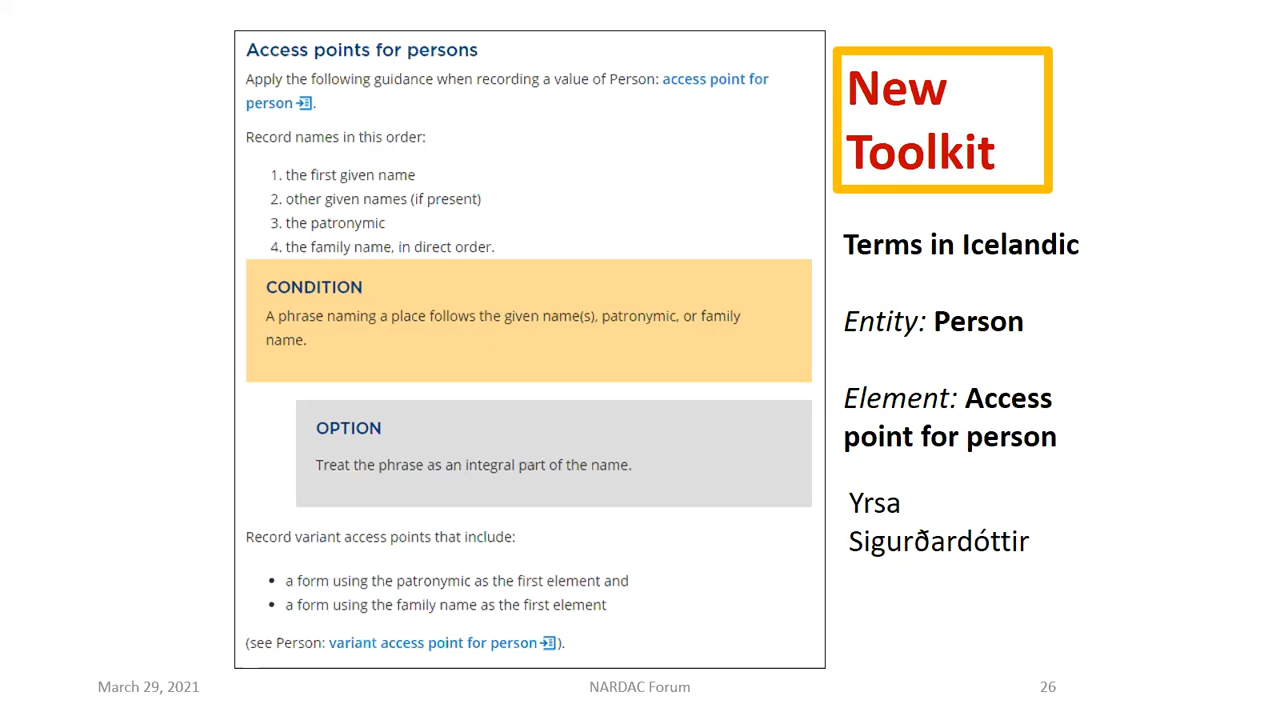 Access points for persons
Apply the following guidance when recording a value of Person: access point for
person.
Record names in this order:
1. the first given name
2. other given names (if present)
3. the patronymic
4. the family name, in direct order.
CONDITION
A phrase naming a place follows the given name(s), patronymic, or family
name.
OPTION
Treat the phrase as an integral part of the name.
Record variant access points that include:
• a form using the patronymic as the first element and
• a form using the family name as the first element
(see Person: variant access point for person).
New
Toolkit
Terms in Icelandic
Entity: Person
Element: Access
point for person
Yrsa
Sigurðardóttir
March 29, 2021
NARDAC Forum
26